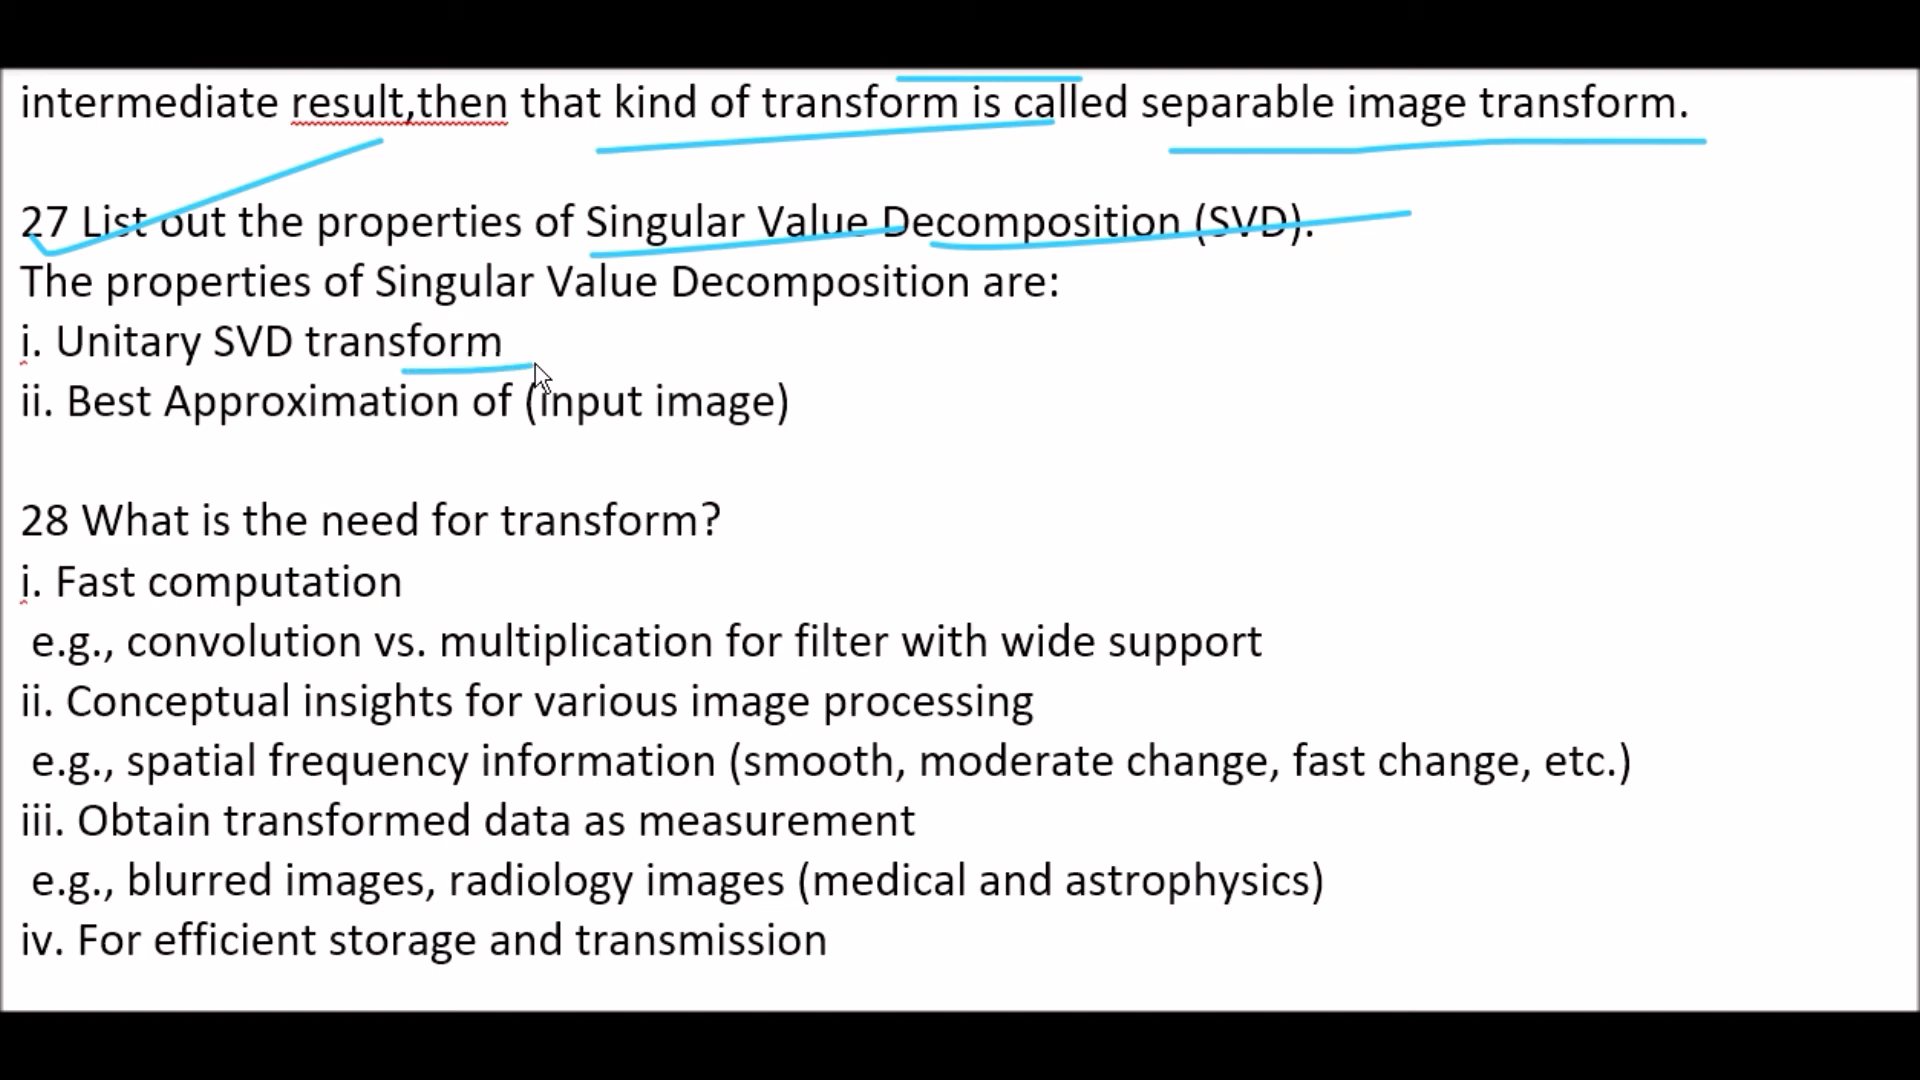 intermediate result,then that kind of transform is called separable image transform.
27 List out the properties of Singular Value Decomposition (SVD).
The properties of Singular Value Decomposition are:
i. Unitary SVD transform
ii. Best Approximation of (input image)
28 What is the need for transform?
i. Fast computation
e.g., convolution vs. multiplication for filter with wide support
ii. Conceptual insights for various image processing
e.g., spatial frequency information (smooth, moderate change, fast change, etc.)
iii. Obtain transformed data as measurement
e.g., blurred images, radiology images (medical and astrophysics)
iv. For efficient storage and transmission